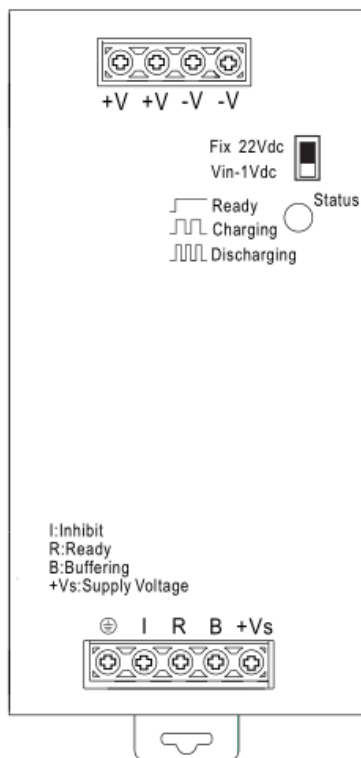 +V +V -V -V
Fix 22Vdc
Vin-1Vdc
Status
Ready
Charging
Discharging
I:Inhibit
R:Ready
B:Buffering
+Vs:Supply Voltage
I R B +Vs